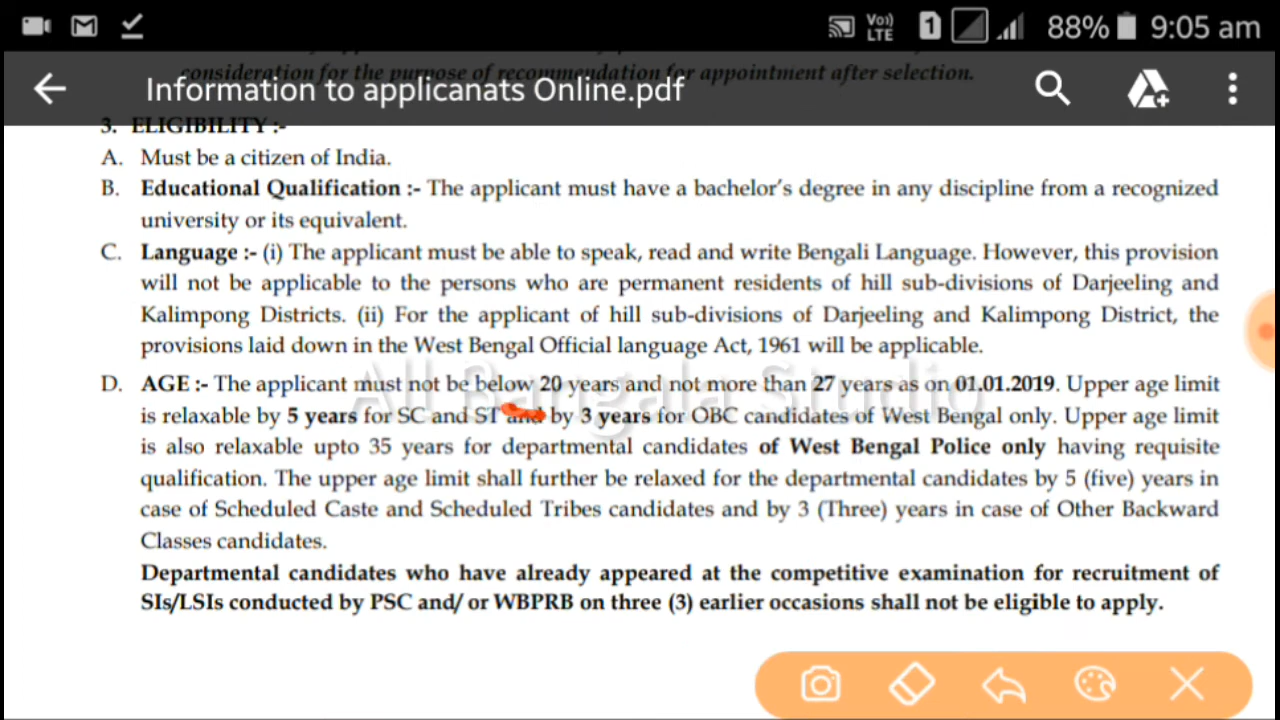 Vo)) LTE 1 88% 9:05 am
consideration for the purpose of recommendation for appointment after selection.
Information to applicanats Online.pdf
3. ELIGIBILITY :-
A. Must be a citizen of India.
B. Educational Qualification :- The applicant must have a bachelor's degree in any discipline from a recognized
university or its equivalent.
C. Language :- (i) The applicant must be able to speak, read and write Bengali Language. However, this provision
will not be applicable to the persons who are permanent residents of hill sub-divisions of Darjeeling and
Kalimpong Districts. (ii) For the applicant of hill sub-divisions of Darjeeling and Kalimpong District, the
provisions laid down in the West Bengal Official language Act, 1961 will be applicable.
D. AGE :- The applicant must not be below 20 years and not more than 27 years as on 01.01.2019. Upper age limit
All Bangala Studio
is relaxable by 5 years for SC and ST and by 3 years for OBC candidates of West Bengal only. Upper age limit
is also relaxable upto 35 years for departmental candidates of West Bengal Police only having requisite
qualification. The upper age limit shall further be relaxed for the departmental candidates by 5 (five) years in
case of Scheduled Caste and Scheduled Tribes candidates and by 3 (Three) years in case of Other Backward
Classes candidates.
Departmental candidates who have already appeared at the competitive examination for recruitment of
SIs/LSIs conducted by PSC and/ or WBPRB on three (3) earlier occasions shall not be eligible to apply.